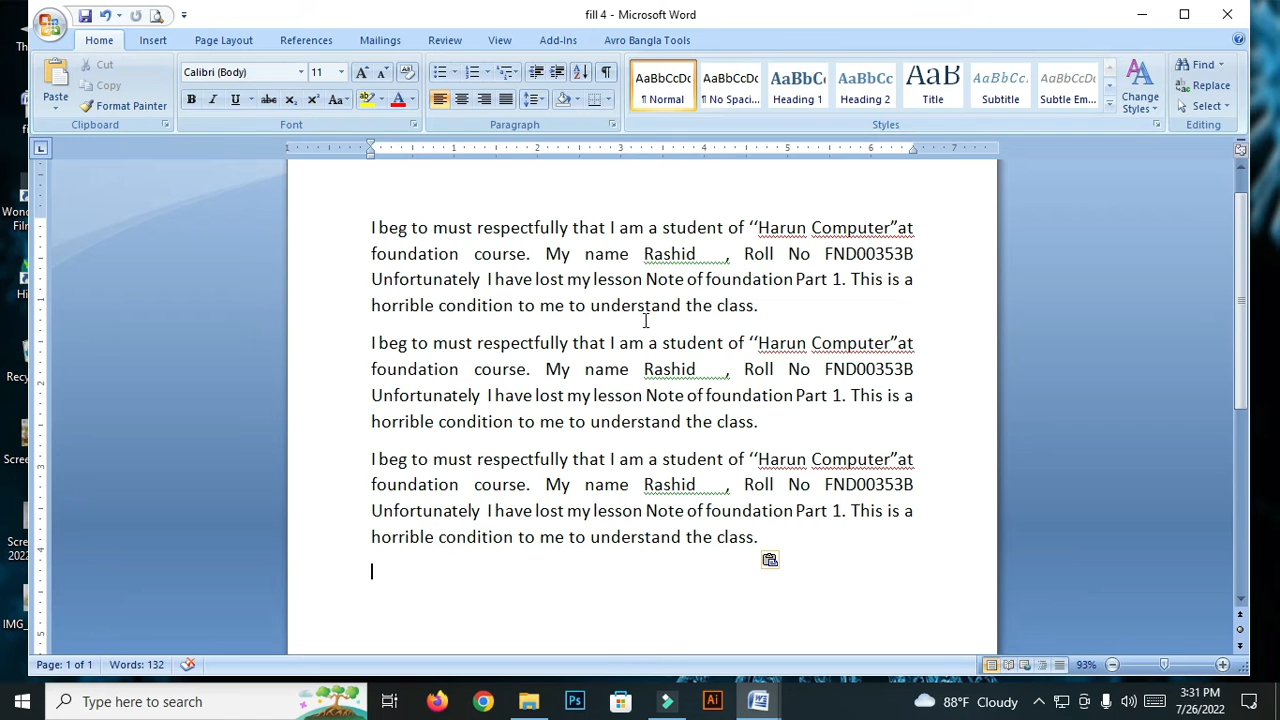 fill 4 - Microsoft Word
Home Insert Page Layout References Mailings Review View Add-Ins Avro Bangla Tools
Paste
Cut
Copy
Format Painter
Clipboard
Calibri (Body) 11
Font
Paragraph
AaBbCcDc AaBbCcDc AaBbC AaBbCc AaB AaBbCc. AaBbCcDc
¶ Normal ¶ No Spaci... Heading 1 Heading 2 Title Subtitle Subtle Em...
Change Styles
Styles
Find
Replace
Select
Editing
1 1 2 3 4 5 6 7
I beg to must respectfully that I am a student of ‘‘Harun Computer”at
foundation course. My name Rashid , Roll No FND00353B
Unfortunately I have lost my lesson Note of foundation Part 1. This is a
horrible condition to me to understand the class.
I beg to must respectfully that I am a student of ‘‘Harun Computer”at
foundation course. My name Rashid , Roll No FND00353B
Unfortunately I have lost my lesson Note of foundation Part 1. This is a
horrible condition to me to understand the class.
I beg to must respectfully that I am a student of ‘‘Harun Computer”at
foundation course. My name Rashid , Roll No FND00353B
Unfortunately I have lost my lesson Note of foundation Part 1. This is a
horrible condition to me to understand the class.
Page: 1 of 1 Words: 132 93%
Type here to search
88°F Cloudy
3:31 PM
7/26/2022